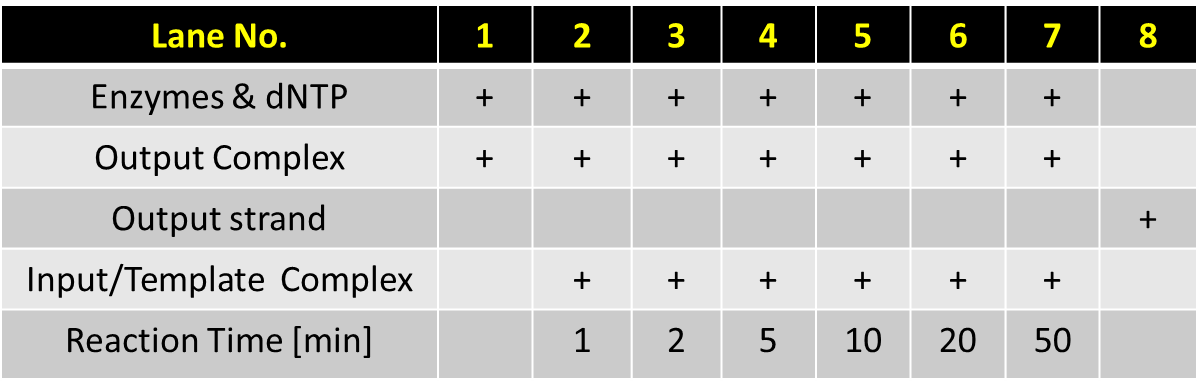 Lane No. 1 2 3 4 5 6 7 8
Enzymes & dNTP + + + + + + +
Output Complex + + + + + + +
Output strand +
Input/Template Complex + + + + + +
Reaction Time [min] 1 2 5 10 20 50